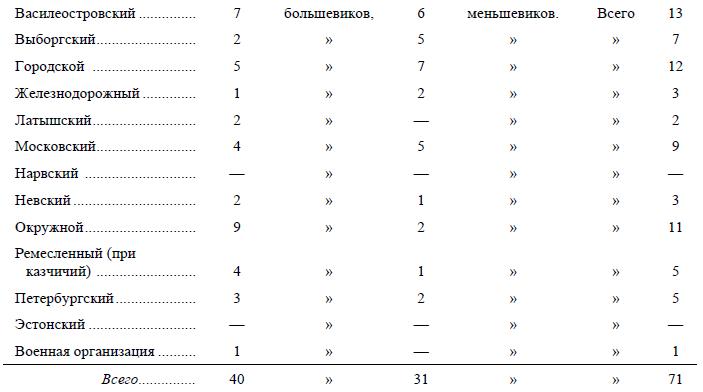 Василеостровский 7 большевиков, 6 меньшевиков. Всего 13
Выборгский...................... 2 » 5 » » 7
Городской ....................... 5 » 7 » » 12
Железнодорожный ............. 1 » 2 » » 3
Латышский...................... 2 » — » » 2
Московский...................... 4 » 5 » » 9
Нарвский ......................... — » — » » —
Невский ........................... 2 » 1 » » 3
Окружной......................... 9 » 2 » » 11
Ремесленный (при
казчичий) ...................... 4 » 1 » » 5
Петербургский.................. 3 » 2 » » 5
Эстонский ........................ — » — » » —
Военная организация ......... 1 » — » » 1
Всего............... 40 » 31 » » 71